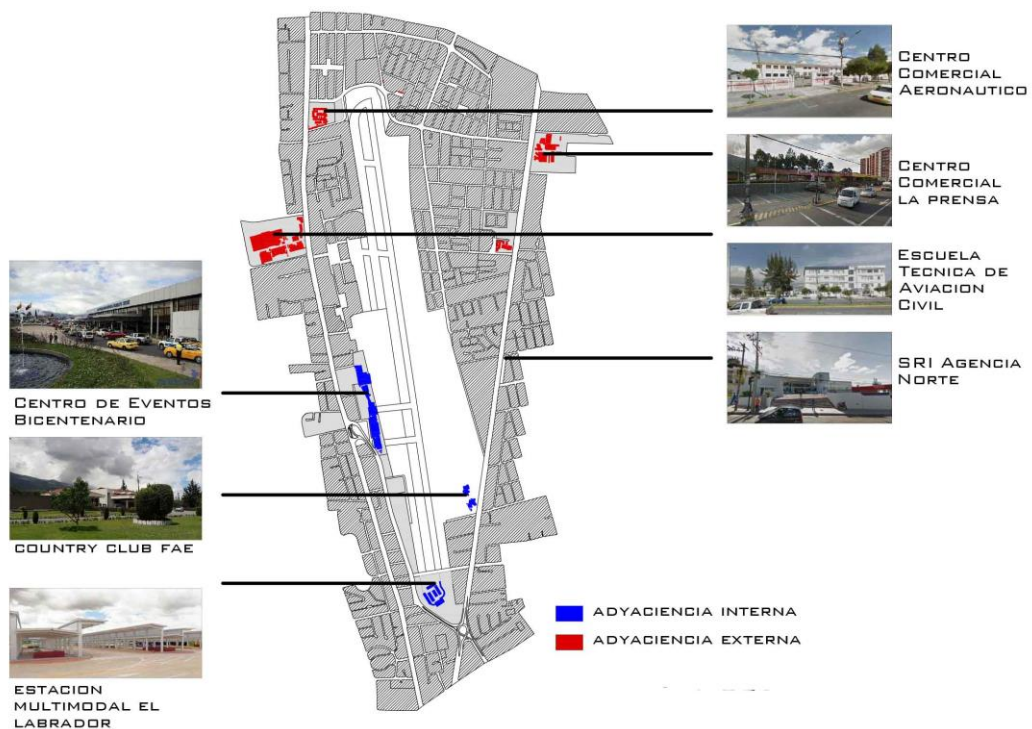 CENTRO
COMERCIAL
AERONAUTICO
CENTRO
COMERCIAL
LA PRENSA
ESCUELA
TECNICA DE
AVIACION
CIVIL
SRI AGENCIA
NORTE
CENTRO DE EVENTOS
BICENTENARIO
COUNTRY CLUB FAE
ESTACION
MULTIMODAL EL
LABRADOR
ADYACIENCIA INTERNA
ADYACIENCIA EXTERNA